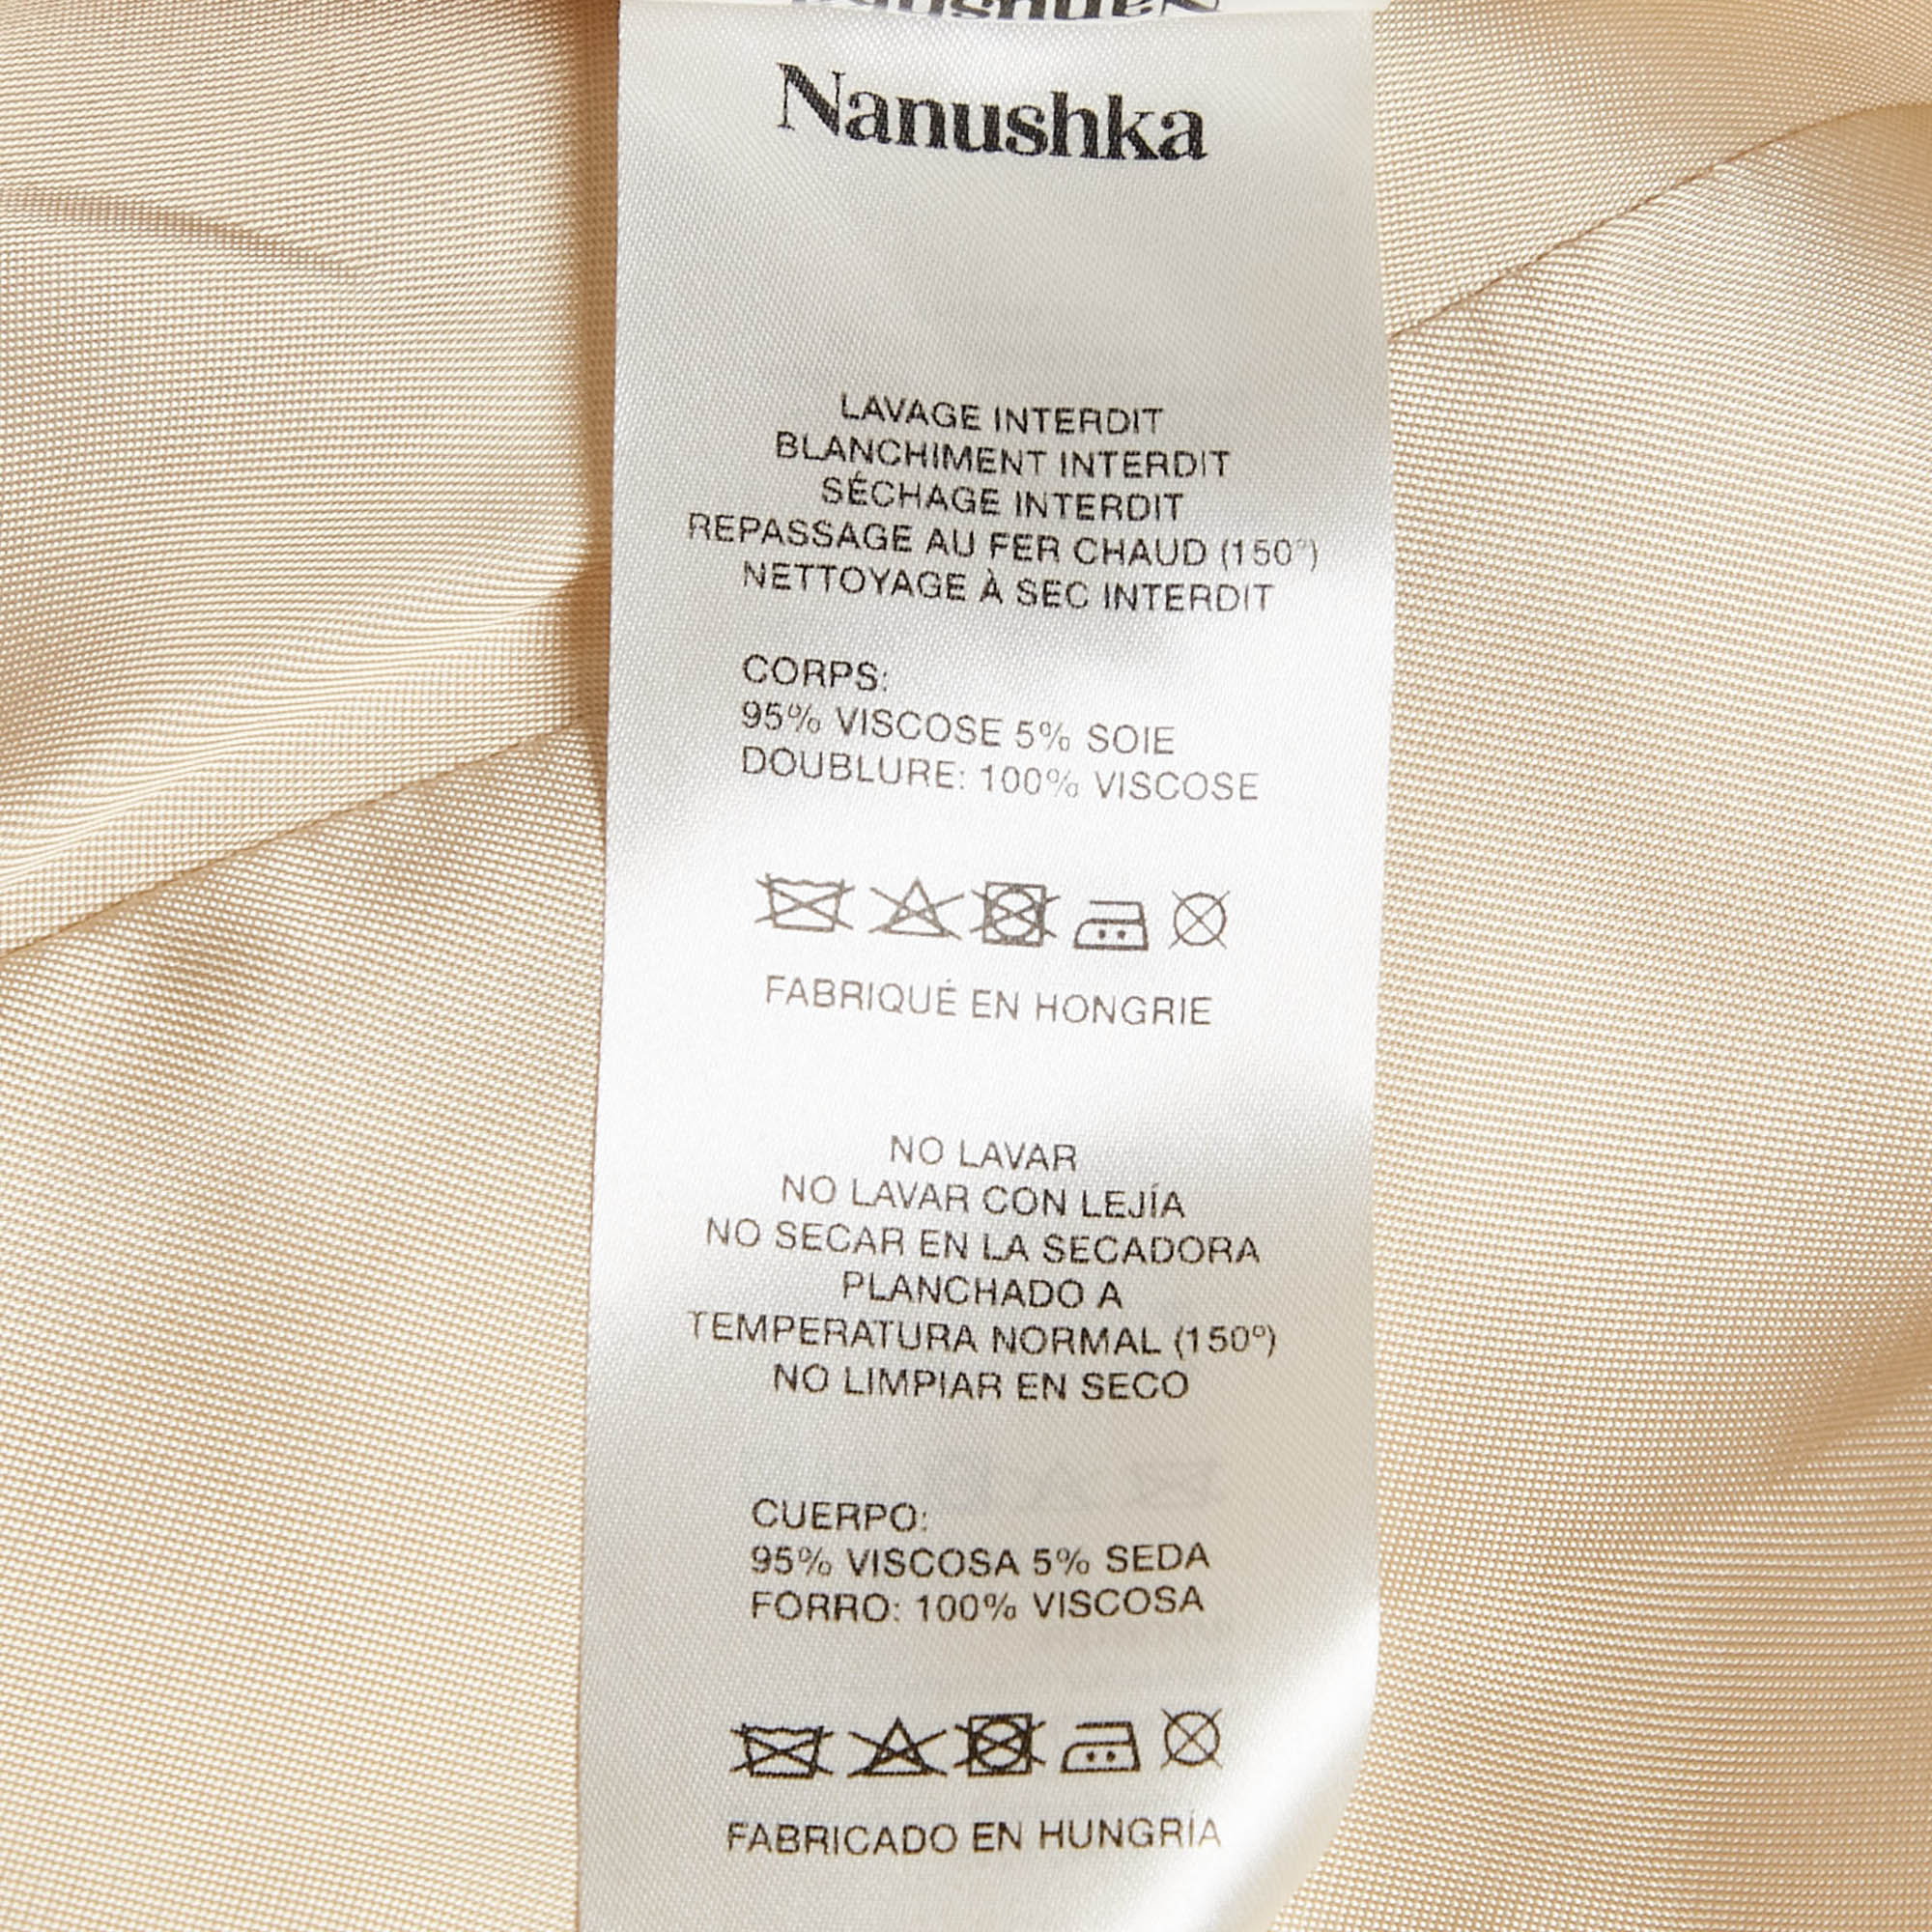 Nanushka
Nanushka
LAVAGE INTERDIT
BLANCHIMENT INTERDIT
SÉCHAGE INTERDIT
REPASSAGE AU FER CHAUD (150°)
NETTOYAGE À SEC INTERDIT
CORPS:
95% VISCOSE 5% SOIE
DOUBLURE: 100% VISCOSE
FABRIQUÉ EN HONGRIE
NO LAVAR
NO LAVAR CON LEJÍA
NO SECAR EN LA SECADORA
PLANCHADO A
TEMPERATURA NORMAL (150º)
NO LIMPIAR EN SECO
CUERPO:
95% VISCOSA 5% SEDA
FORRO: 100% VISCOSA
FABRICADO EN HUNGRÍA